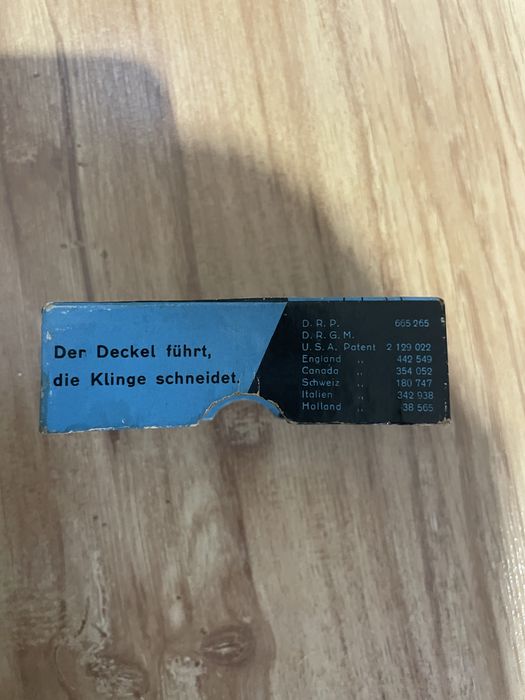 Der Deckel führt,
die Klinge schneidet.
D. R. P. 665 265
D. R. G. M.
U. S. A. Patent 2 129 022
England „ 442 549
Canada „ 354 052
Schweiz „ 180 747
Italien „ 342 938
Holland „ 38 565